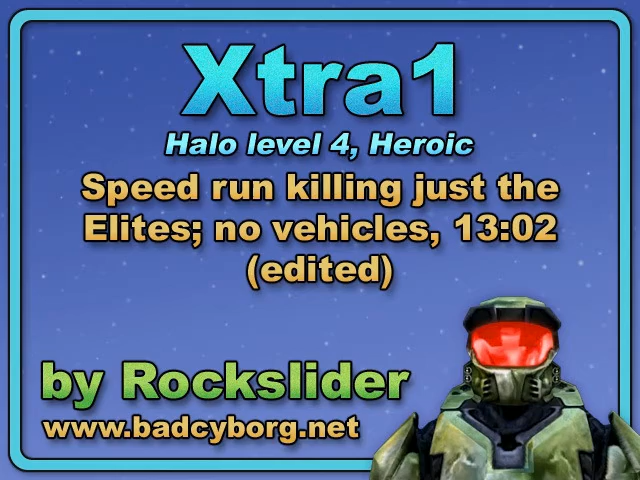 Xtra1
Halo level 4, Heroic
Speed run killing just the
Elites; no vehicles, 13:02
(edited)
by Rockslider
www.badcyborg.net